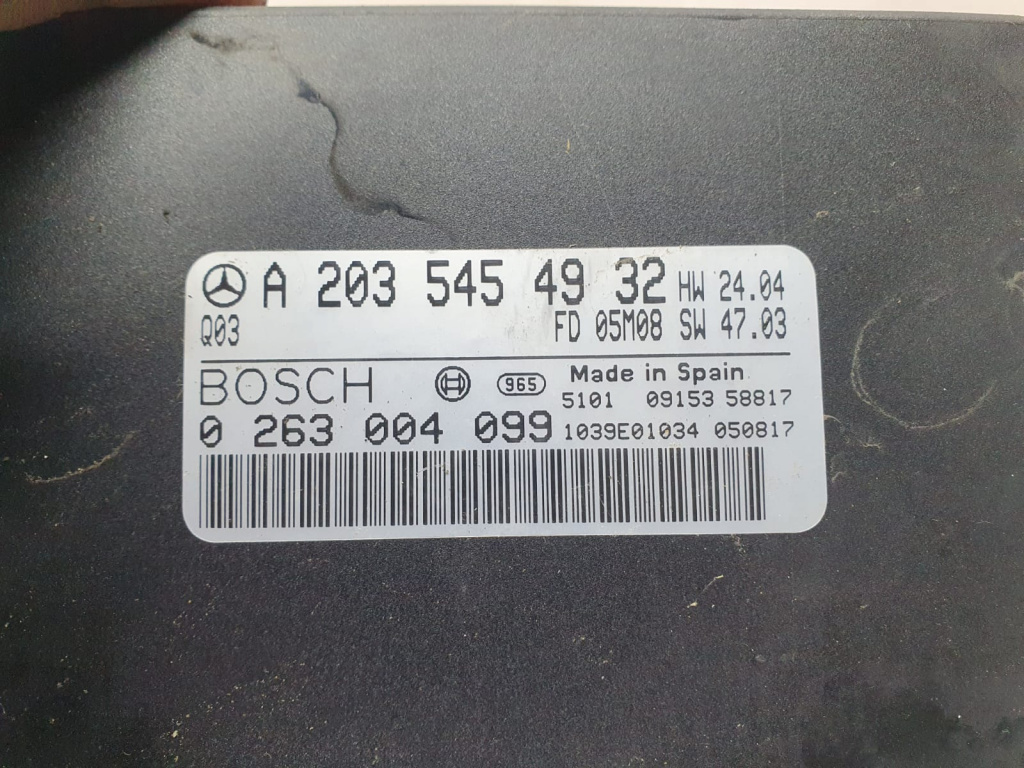 A 203 545 49 32 HW 24.04
Q03 FD 05M08 SW 47.03
BOSCH 965 Made in Spain
5101 09153 58817
0 263 004 099 1039E01034 050817